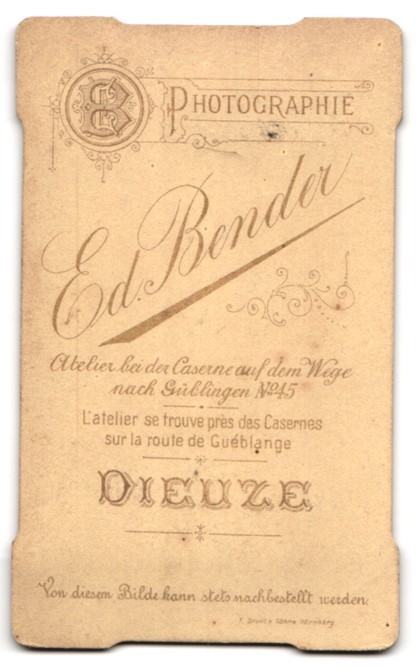 EB
PHOTOGRAPHIE
Ed. Bender
Atelier bei der Caserne auf dem Wege
nach Güblingen No 45
L'atelier se trouve près des Casernes
sur la route de Guéblange
DIEUZE
Von diesem Bilde kann stets nachbestellt werden.